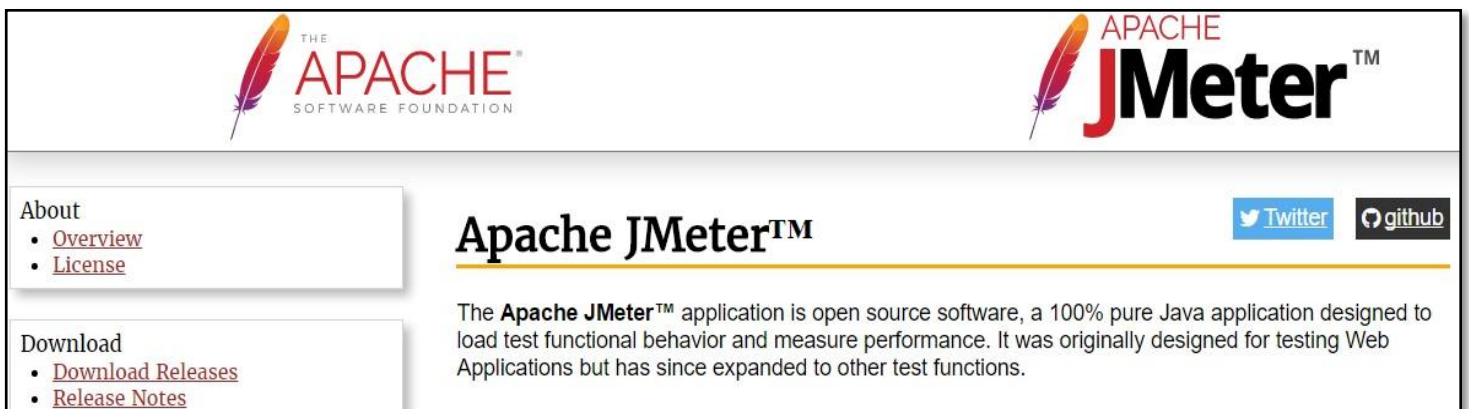 THE
APACHE®
SOFTWARE FOUNDATION
APACHE
JMeter™
About
• Overview
• License
Download
• Download Releases
• Release Notes
Apache JMeter™
Twitter
github
The Apache JMeter™ application is open source software, a 100% pure Java application designed to
load test functional behavior and measure performance. It was originally designed for testing Web
Applications but has since expanded to other test functions.